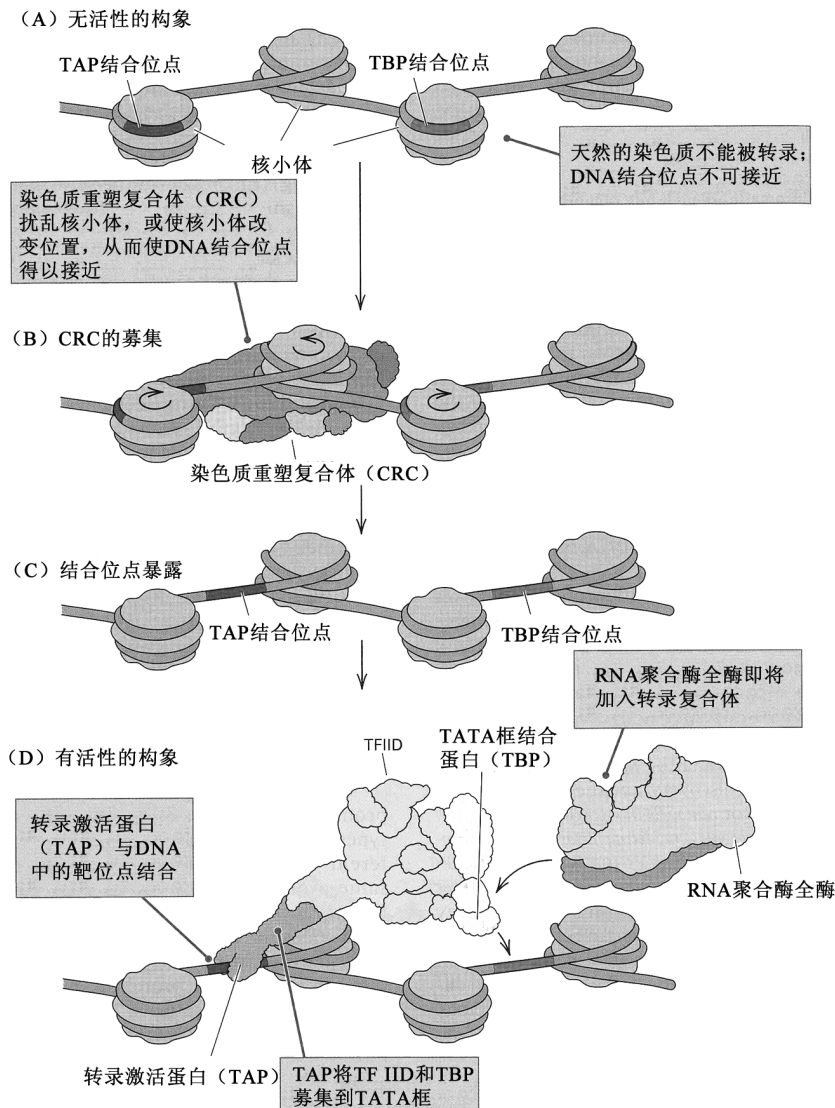 （A）无活性的构象
TAP结合位点
TBP结合位点
核小体
天然的染色质不能被转录；
DNA结合位点不可接近
染色质重塑复合体（CRC）
扰乱核小体，或使核小体改
变位置，从而使DNA结合位点
得以接近
（B）CRC的募集
染色质重塑复合体（CRC）
（C）结合位点暴露
TAP结合位点
TBP结合位点
RNA聚合酶全酶即将
加入转录复合体
（D）有活性的构象
TFIID
TATA框结合
蛋白（TBP）
转录激活蛋白
（TAP）与DNA
中的靶位点结合
RNA聚合酶全酶
转录激活蛋白（TAP）
TAP将TF IID和TBP
募集到TATA框